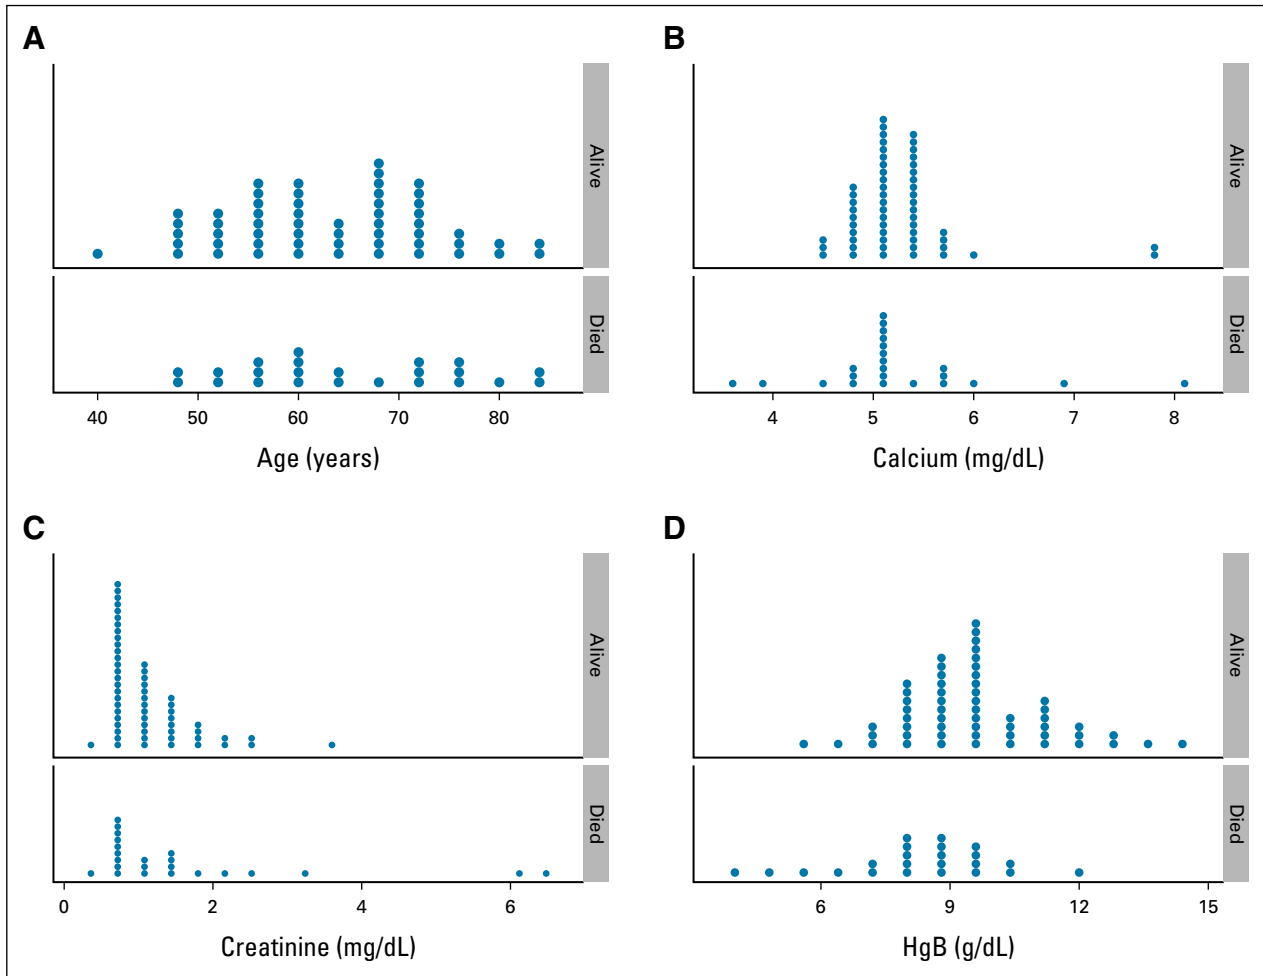 A
Alive
Died
40 50 60 70 80
Age (years)
B
Alive
Died
4 5 6 7 8
Calcium (mg/dL)
C
Alive
Died
0 2 4 6
Creatinine (mg/dL)
D
Alive
Died
6 9 12 15
HgB (g/dL)